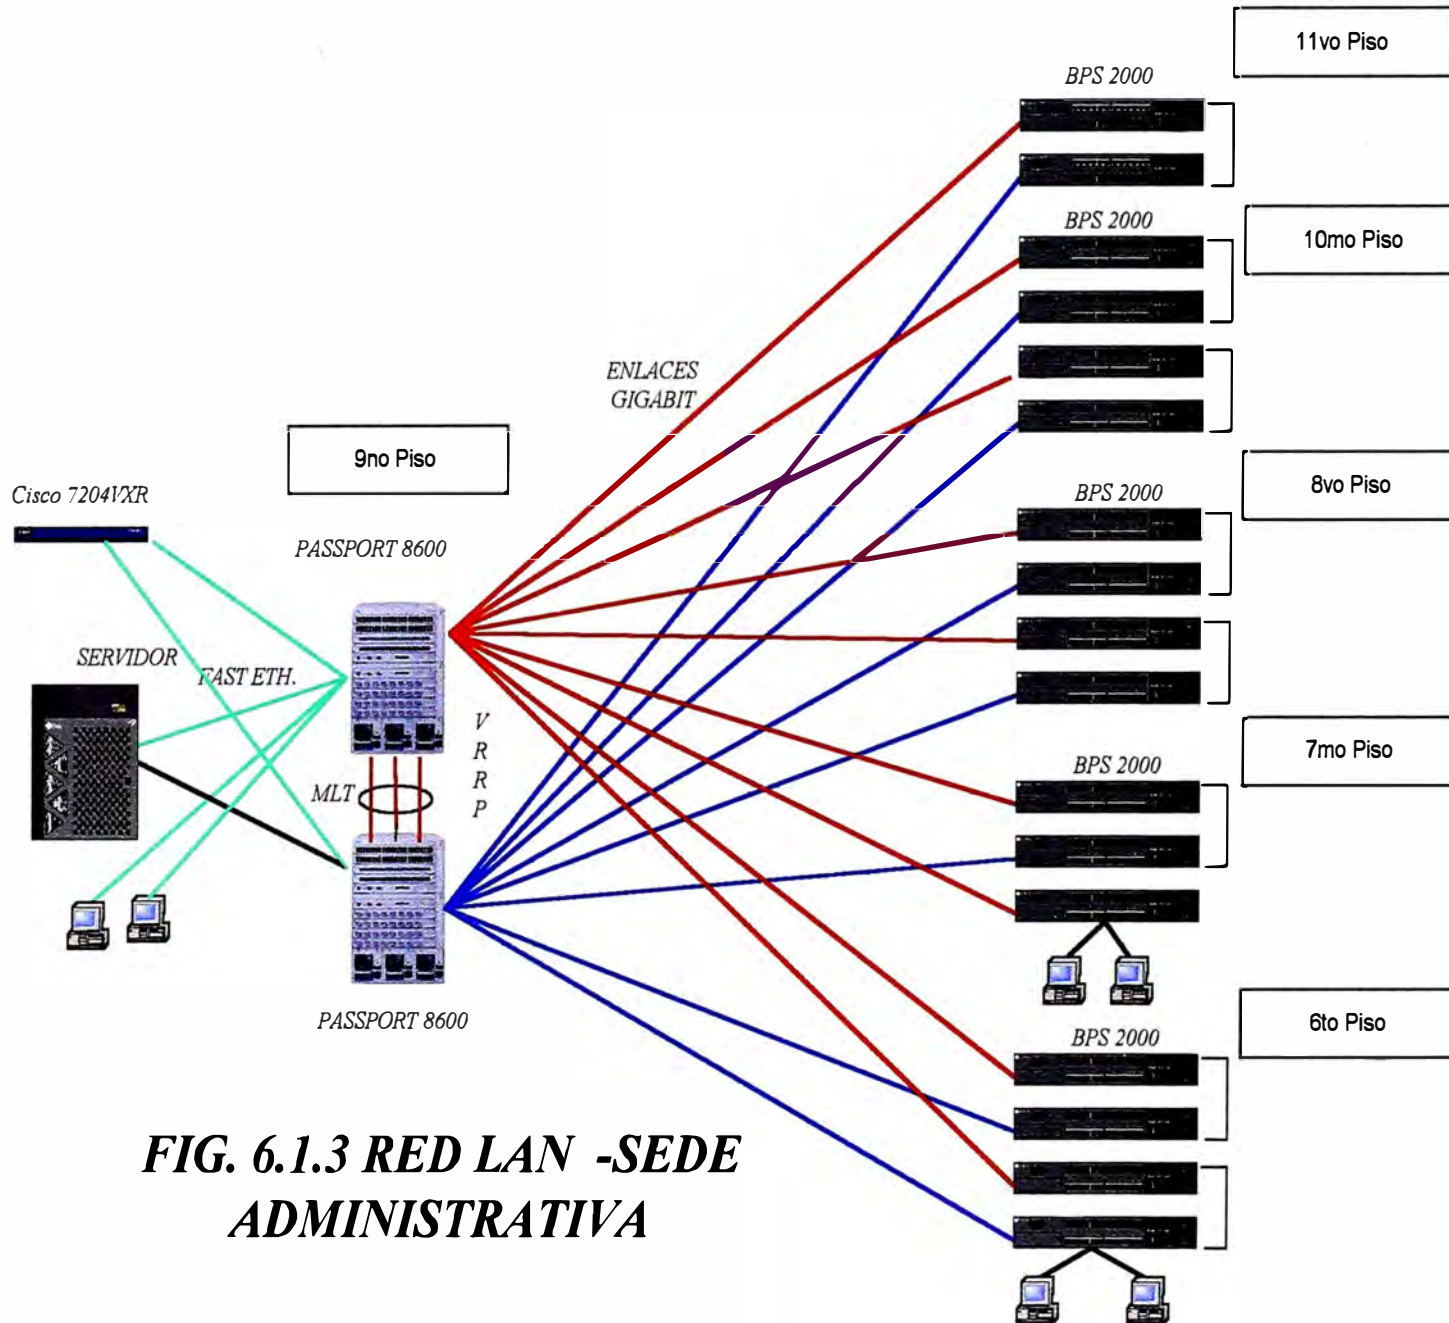 11vo Piso
BPS 2000
10mo Piso
BPS 2000
ENLACES
GIGABIT
9no Piso
8vo Piso
Cisco 7204VXR
BPS 2000
PASSPORT 8600
SERVIDOR
FAST ETH.
V
R
R
P
7mo Piso
BPS 2000
MLT
6to Piso
PASSPORT 8600
BPS 2000
FIG. 6.1.3 RED LAN -SEDE
ADMINISTRATIVA